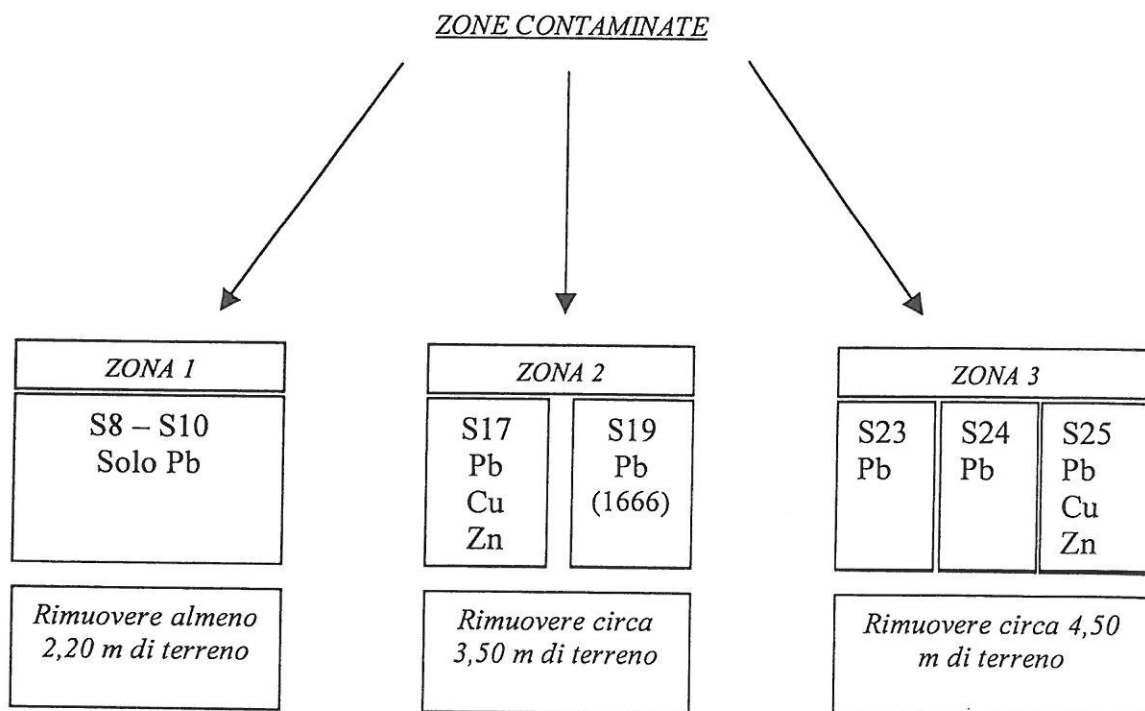 ZONE CONTAMINATE
ZONA 1
S8 – S10
Solo Pb
Rimuovere almeno
2,20 m di terreno
ZONA 2
S17
Pb
Cu
Zn
S19
Pb
(1666)
Rimuovere circa
3,50 m di terreno
ZONA 3
S23
Pb
S24
Pb
S25
Pb
Cu
Zn
Rimuovere circa 4,50
m di terreno